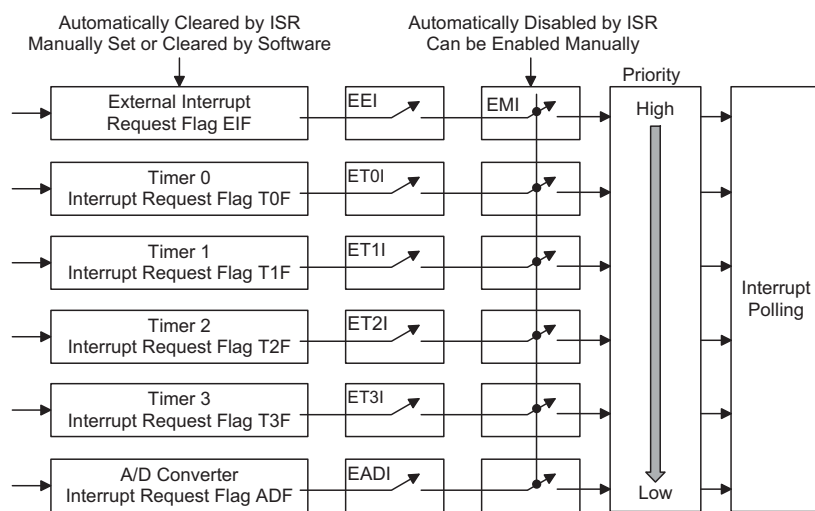 Automatically Cleared by ISR
Manually Set or Cleared by Software
Automatically Disabled by ISR
Can be Enabled Manually
Priority
External Interrupt
Request Flag EIF
EEI
EMI
High
Timer 0
Interrupt Request Flag T0F
ET0I
Timer 1
Interrupt Request Flag T1F
ET1I
Interrupt
Polling
Timer 2
Interrupt Request Flag T2F
ET2I
Timer 3
Interrupt Request Flag T3F
ET3I
A/D Converter
Interrupt Request Flag ADF
EADI
Low